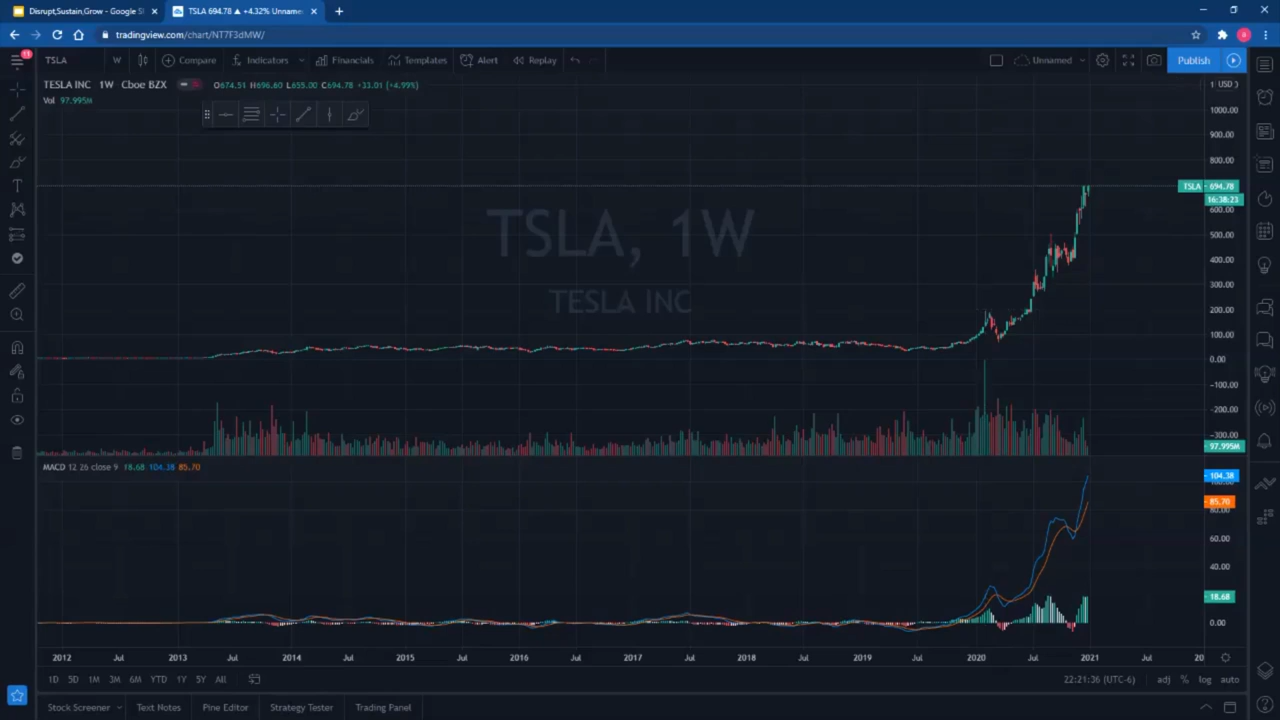 Disrupt,Sustain,Grow - Google Sl
TSLA 694.78 ▲ +4.32% Unnamed
tradingview.com/chart/NT7F3dMW/
11
TSLA W Compare Indicators Financials Templates Alert Replay Unnamed Publish
TESLA INC 1W Cboe BZX O674.51 H696.60 L655.00 C694.78 +33.01 (+4.99%)
USD
Vol 97.995M
1000.00
900.00
800.00
TSLA 694.78
16:38:23
600.00
TSLA, 1W
500.00
400.00
300.00
TESLA INC
200.00
100.00
0.00
-100.00
-200.00
-300.00
97.995M
MACD 12 26 close 9 18.68 104.38 85.70
104.38
100.00
85.70
80.00
60.00
40.00
18.68
0.00
2012 Jul 2013 Jul 2014 Jul 2015 Jul 2016 Jul 2017 Jul 2018 Jul 2019 Jul 2020 Jul 2021 Jul 20
1D 5D 1M 3M 6M YTD 1Y 5Y All 22:21:36 (UTC-6) adj % log auto
Stock Screener Text Notes Pine Editor Strategy Tester Trading Panel